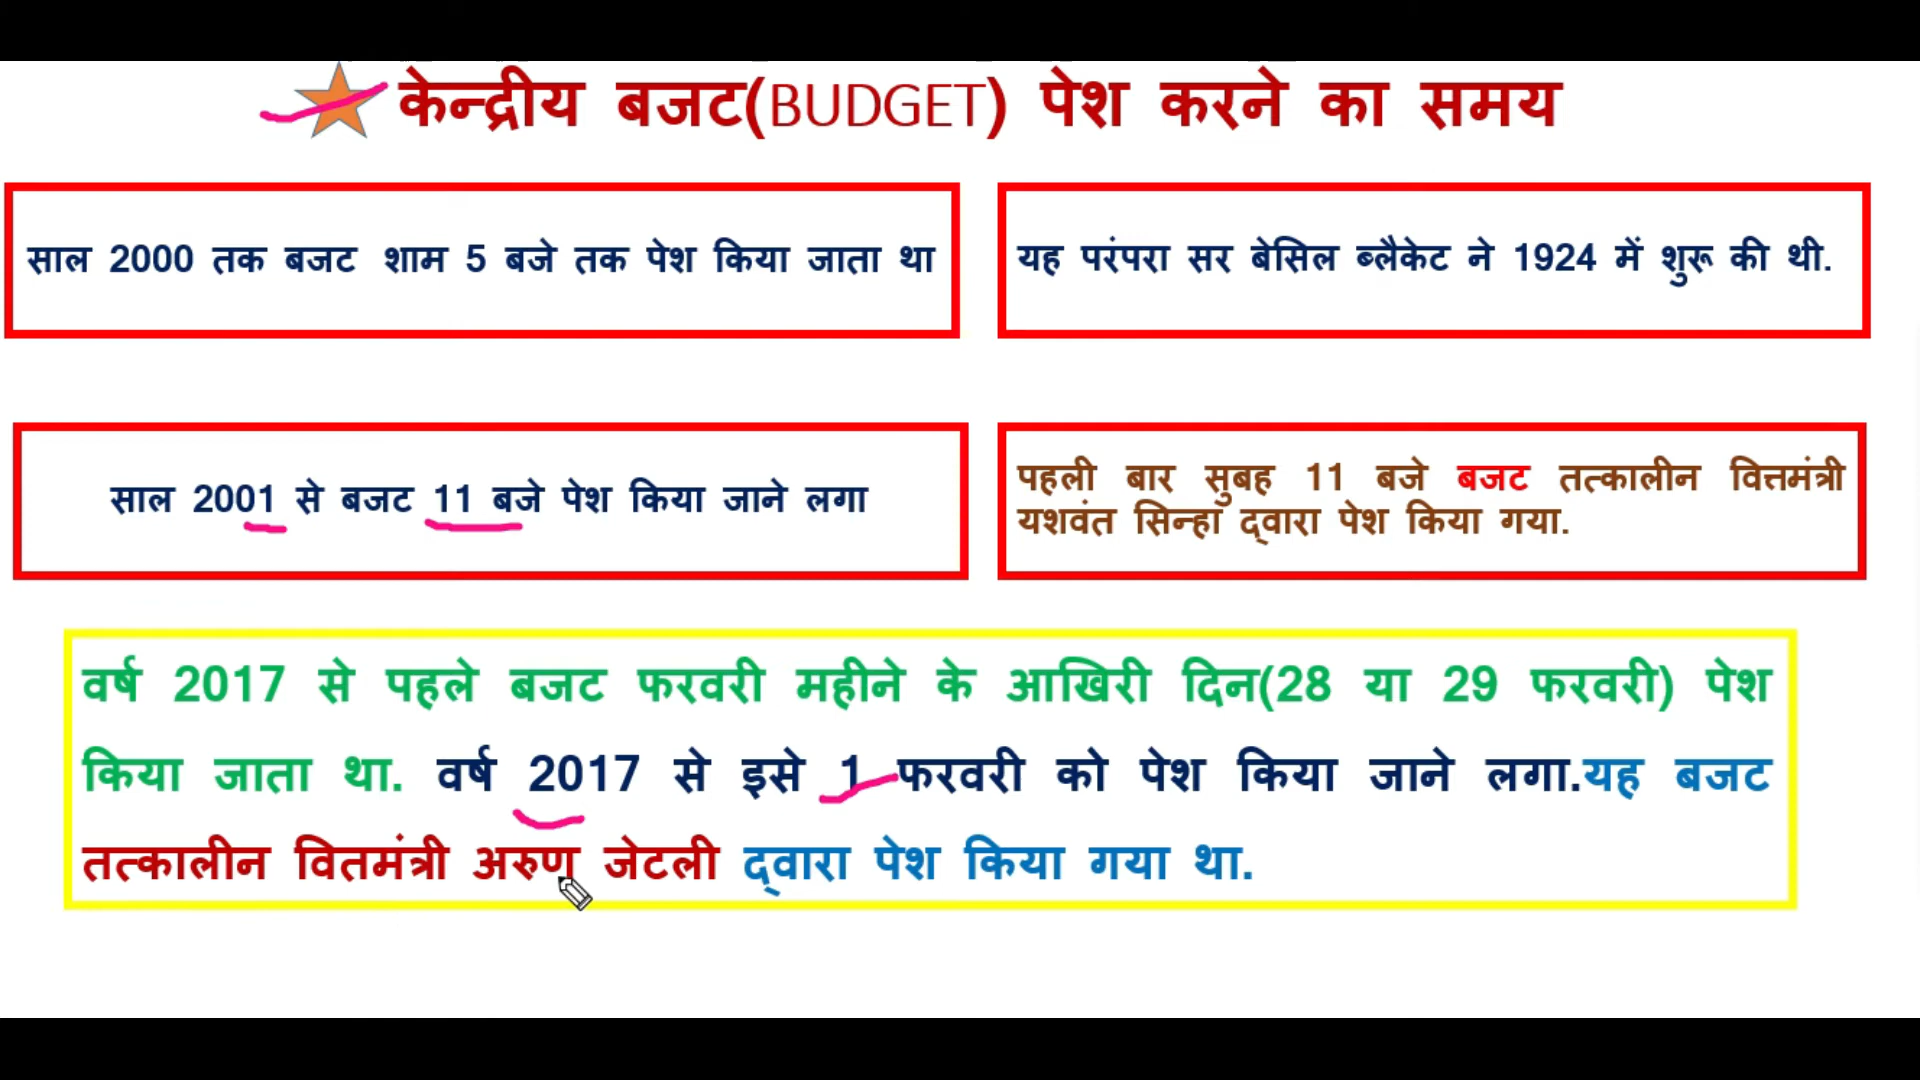 केन्द्रीय बजट(BUDGET) पेश करने का समय
साल 2000 तक बजट शाम 5 बजे तक पेश किया जाता था
यह परंपरा सर बेसिल ब्लैकेट ने 1924 में शुरू की थी.
साल 2001 से बजट 11 बजे पेश किया जाने लगा
पहली बार सुबह 11 बजे बजट तत्कालीन वित्तमंत्री
यशवंत सिन्हा द्वारा पेश किया गया.
वर्ष 2017 से पहले बजट फरवरी महीने के आखिरी दिन(28 या 29 फरवरी) पेश
किया जाता था. वर्ष 2017 से इसे 1 फरवरी को पेश किया जाने लगा.यह बजट
तत्कालीन वितमंत्री अरुण जेटली द्वारा पेश किया गया था.